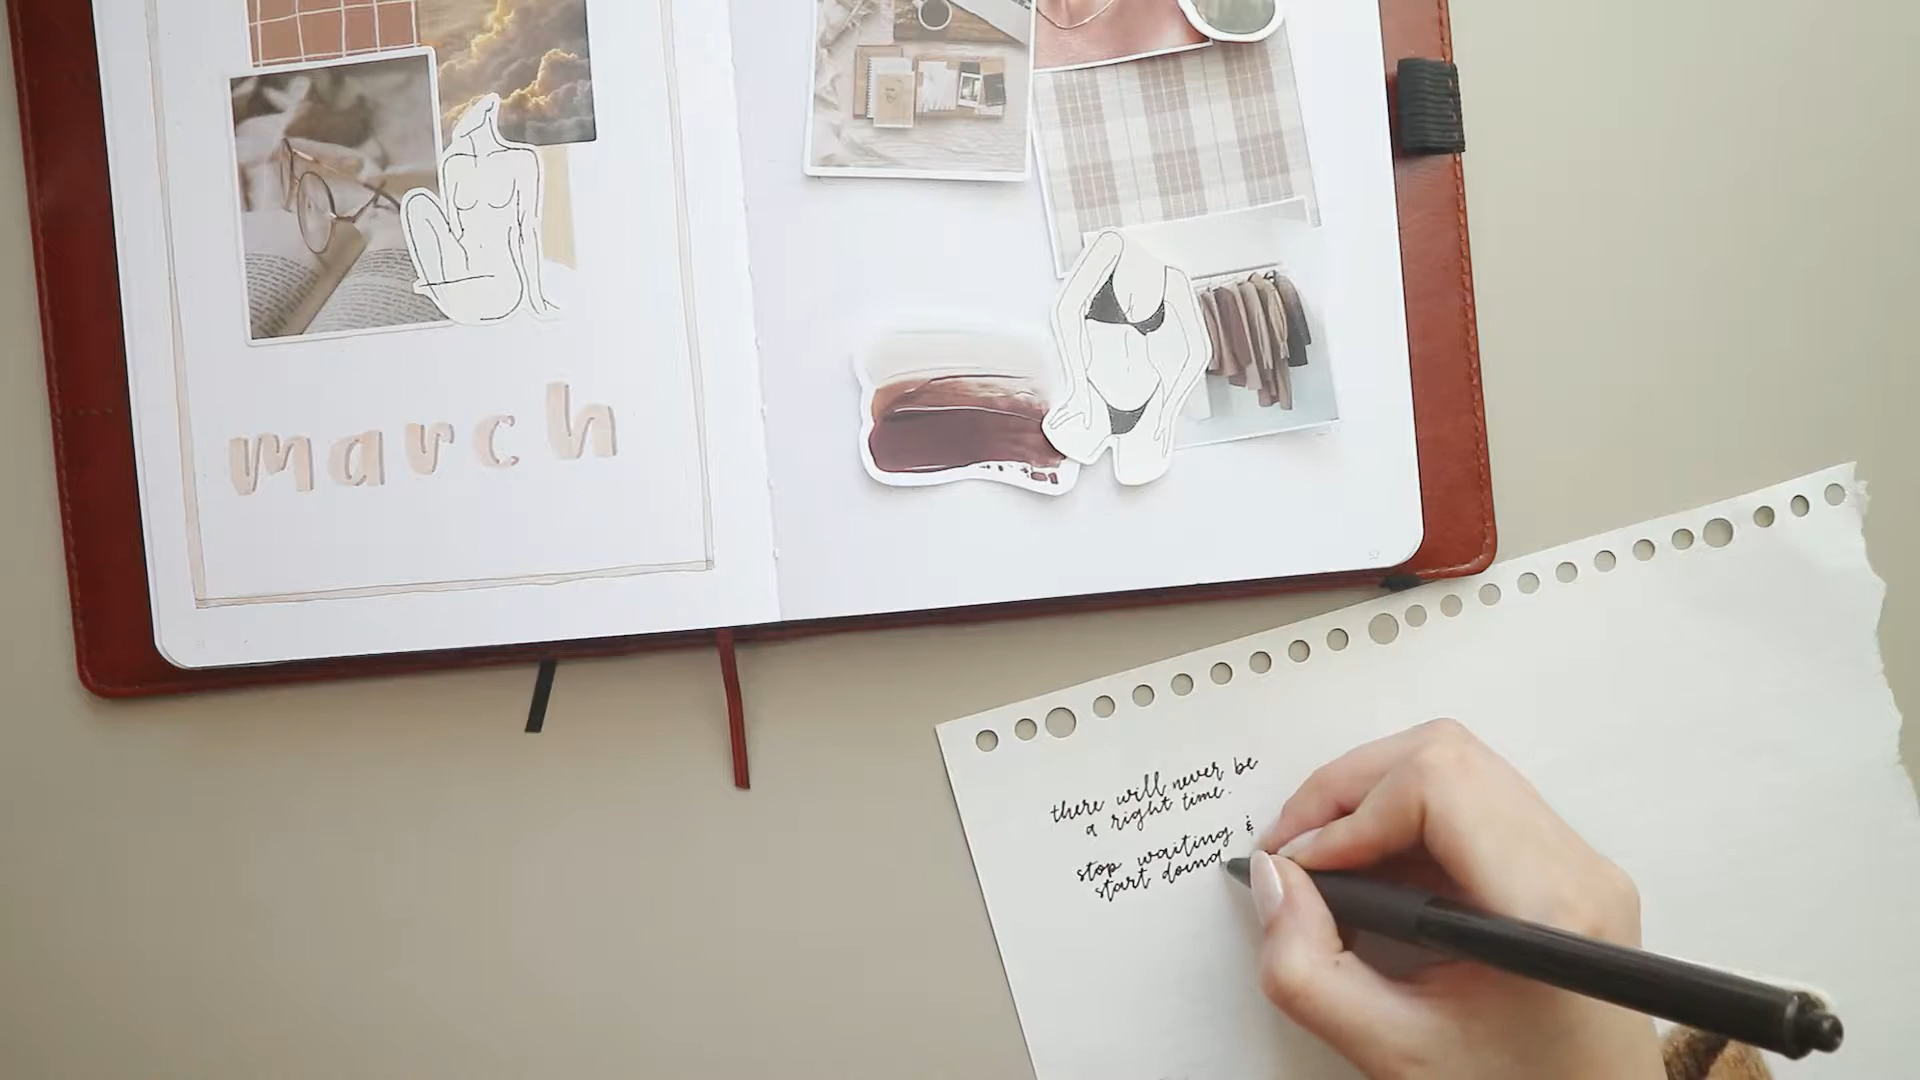 march
there will never be
a right time.
stop waiting &
start doing